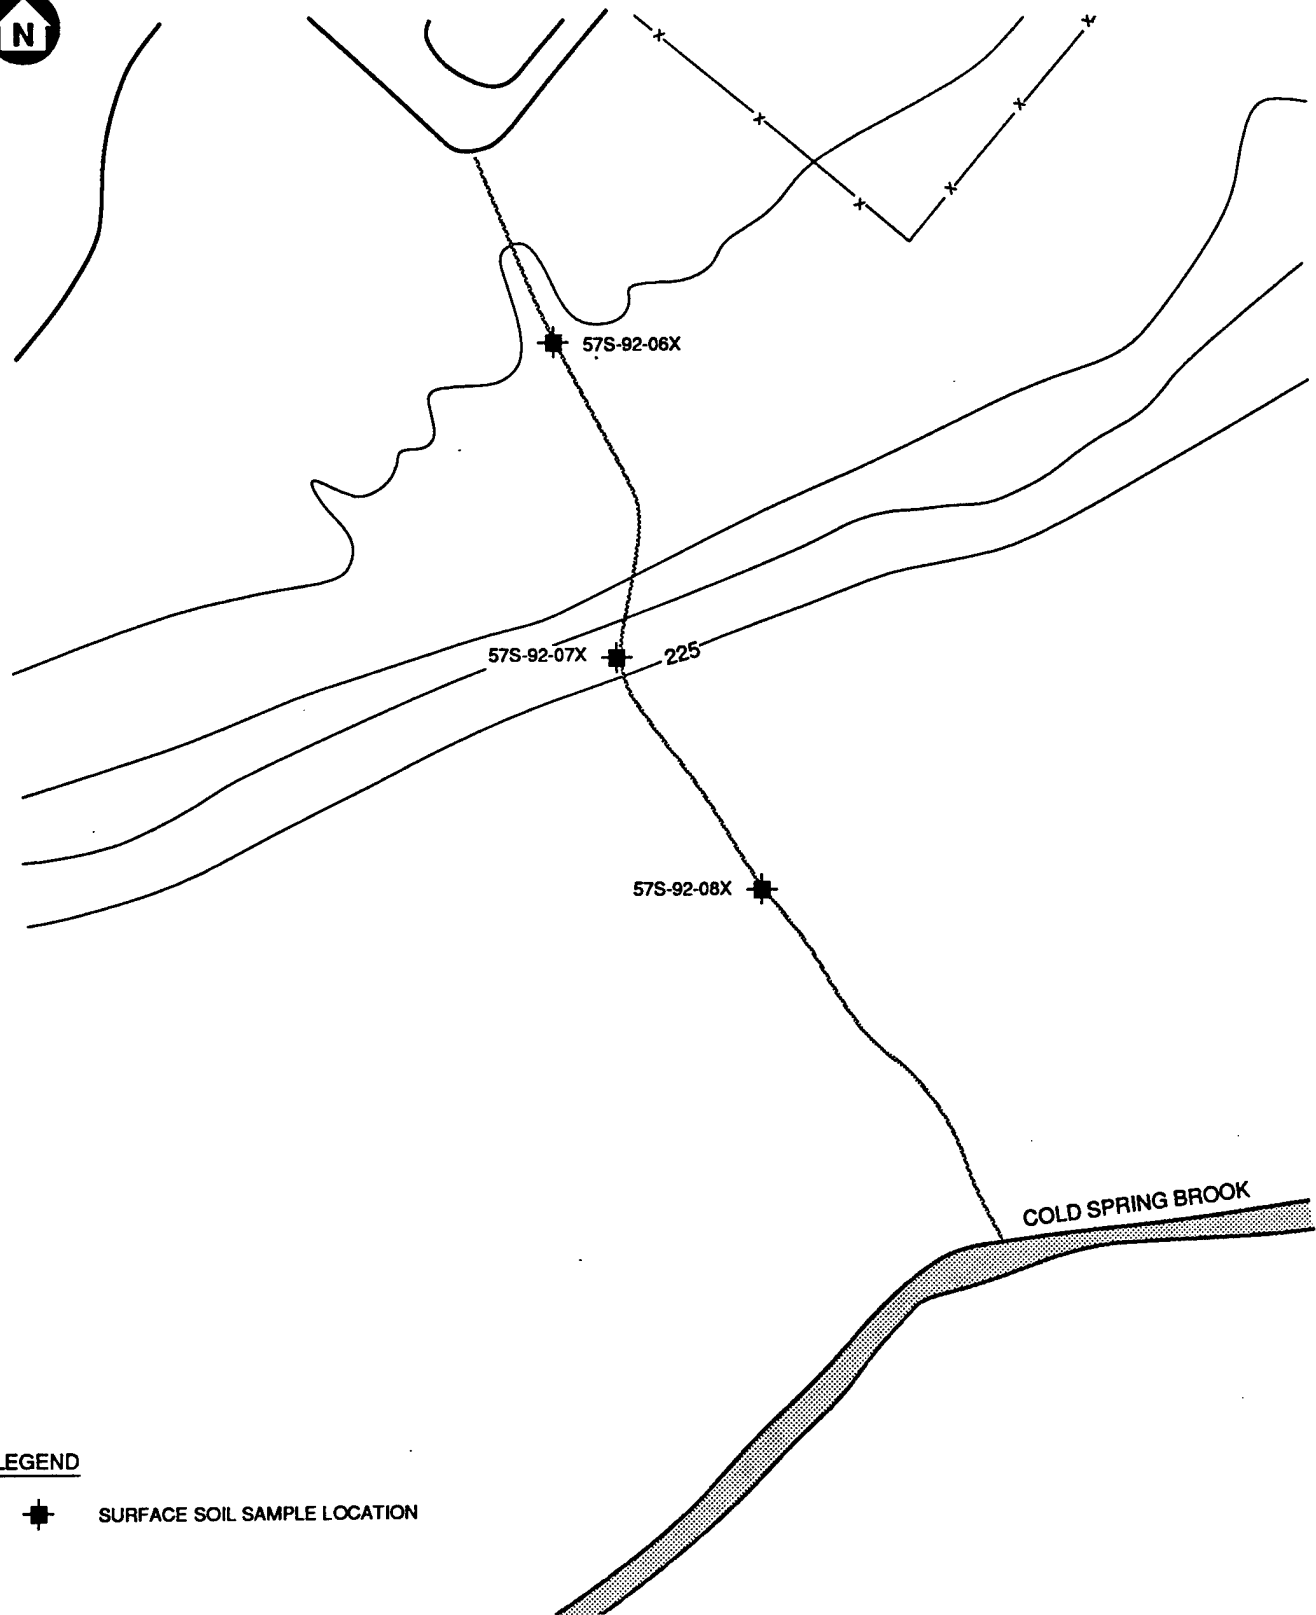 N
57S-92-06X
57S-92-07X
225
57S-92-08X
COLD SPRING BROOK
LEGEND
SURFACE SOIL SAMPLE LOCATION